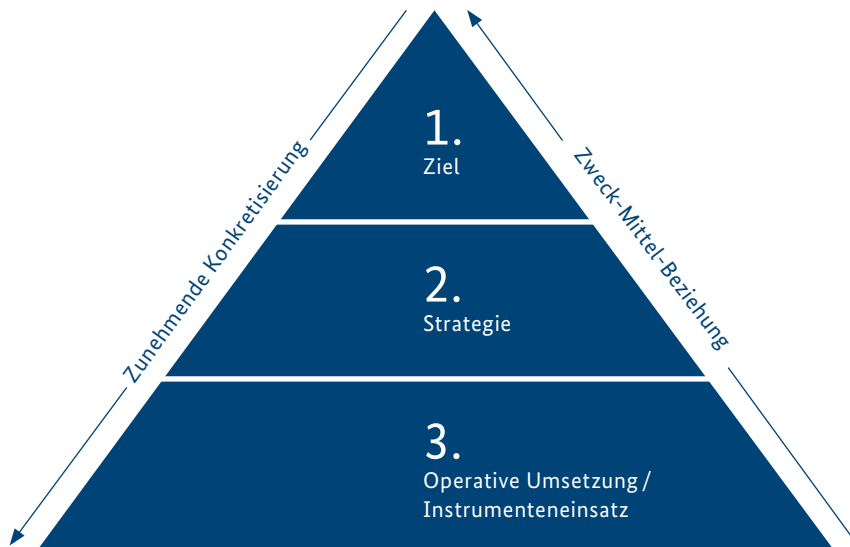 1.
Ziel
Zunehmende Konkretisierung
Zweck-Mittel-Beziehung
2.
Strategie
3.
Operative Umsetzung /
Instrumenteneinsatz